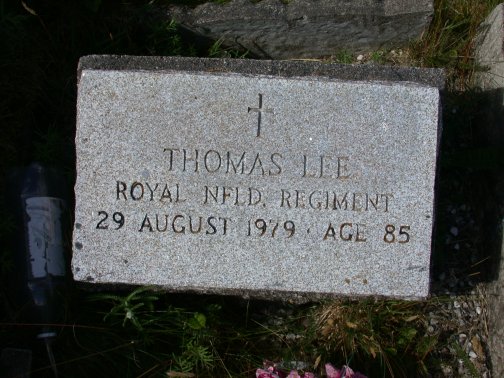 THOMAS LEE
ROYAL NFLD. REGIMENT
29 AUGUST 1979 · AGE 85